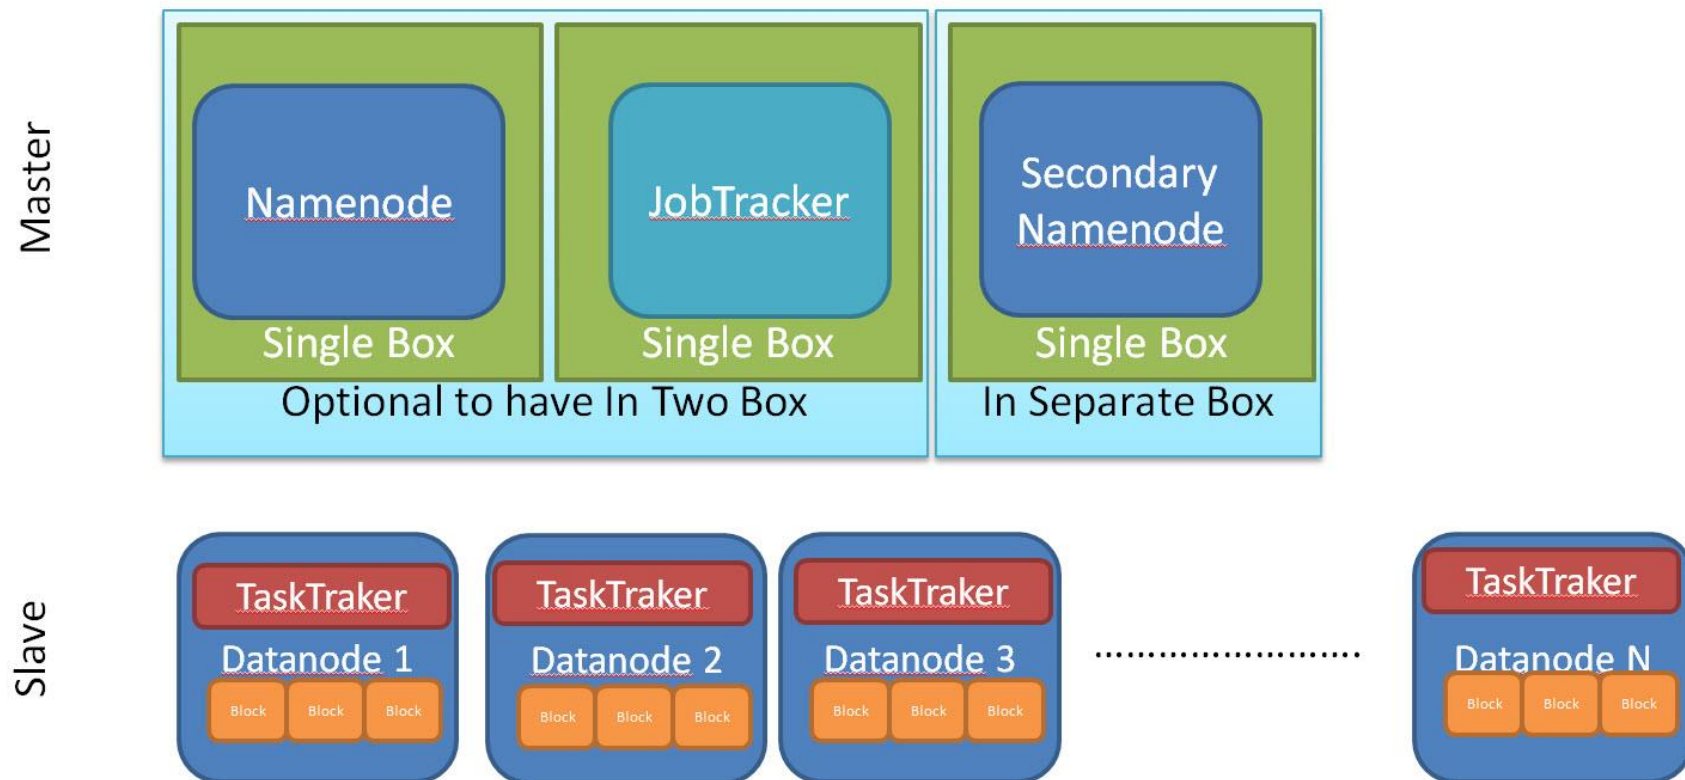 Master
Namenode
JobTracker
Secondary
Namenode
Single Box
Single Box
Single Box
Optional to have In Two Box
In Separate Box
Slave
TaskTraker
TaskTraker
TaskTraker
TaskTraker
Datanode 1
Datanode 2
Datanode 3
............................
Datanode N
Block Block Block
Block Block Block
Block Block Block
Block Block Block